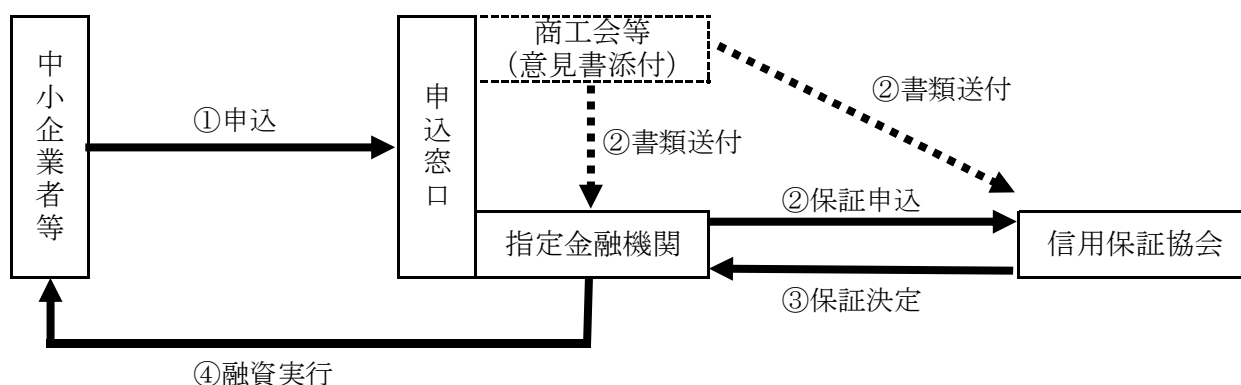 中小企業者等
①申込
申込窓口
商工会等
（意見書添付）
②書類送付
②書類送付
指定金融機関
②保証申込
③保証決定
信用保証協会
④融資実行